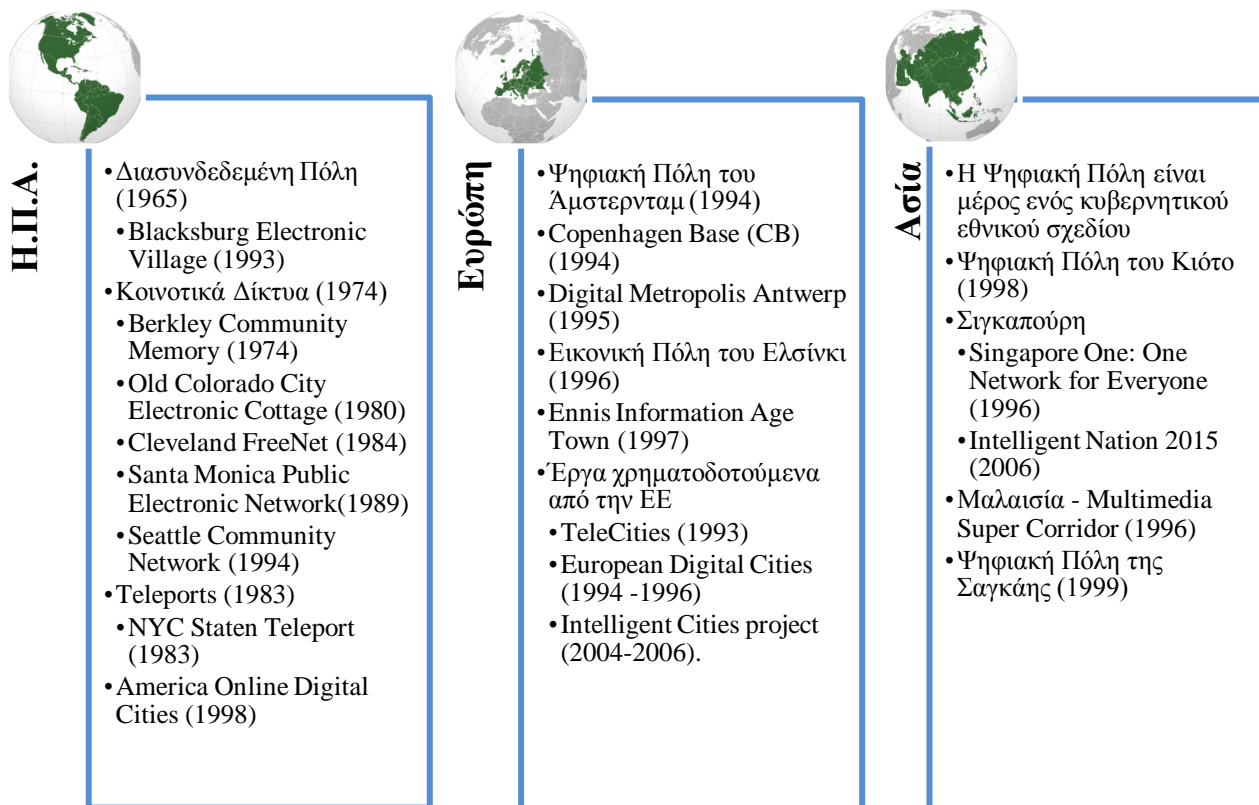 Η.Π.Α.
•Διασυνδεδεμένη Πόλη
(1965)
•Blacksburg Electronic
Village (1993)
•Κοινοτικά Δίκτυα (1974)
•Berkley Community
Memory (1974)
•Old Colorado City
Electronic Cottage (1980)
•Cleveland FreeNet (1984)
•Santa Monica Public
Electronic Network(1989)
•Seattle Community
Network (1994)
•Teleports (1983)
•NYC Staten Teleport
(1983)
•America Online Digital
Cities (1998)
Ευρώπη
•Ψηφιακή Πόλη του
Άμστερνταμ (1994)
•Copenhagen Base (CB)
(1994)
•Digital Metropolis Antwerp
(1995)
•Εικονική Πόλη του Ελσίνκι
(1996)
•Ennis Information Age
Town (1997)
•Έργα χρηματοδοτούμενα
από την ΕΕ
•TeleCities (1993)
•European Digital Cities
(1994 -1996)
•Intelligent Cities project
(2004-2006).
Ασία
•Η Ψηφιακή Πόλη είναι
μέρος ενός κυβερνητικού
εθνικού σχεδίου
•Ψηφιακή Πόλη του Κιότο
(1998)
•Σιγκαπούρη
•Singapore One: One
Network for Everyone
(1996)
•Intelligent Nation 2015
(2006)
•Μαλαισία - Multimedia
Super Corridor (1996)
•Ψηφιακή Πόλη της
Σαγκάης (1999)